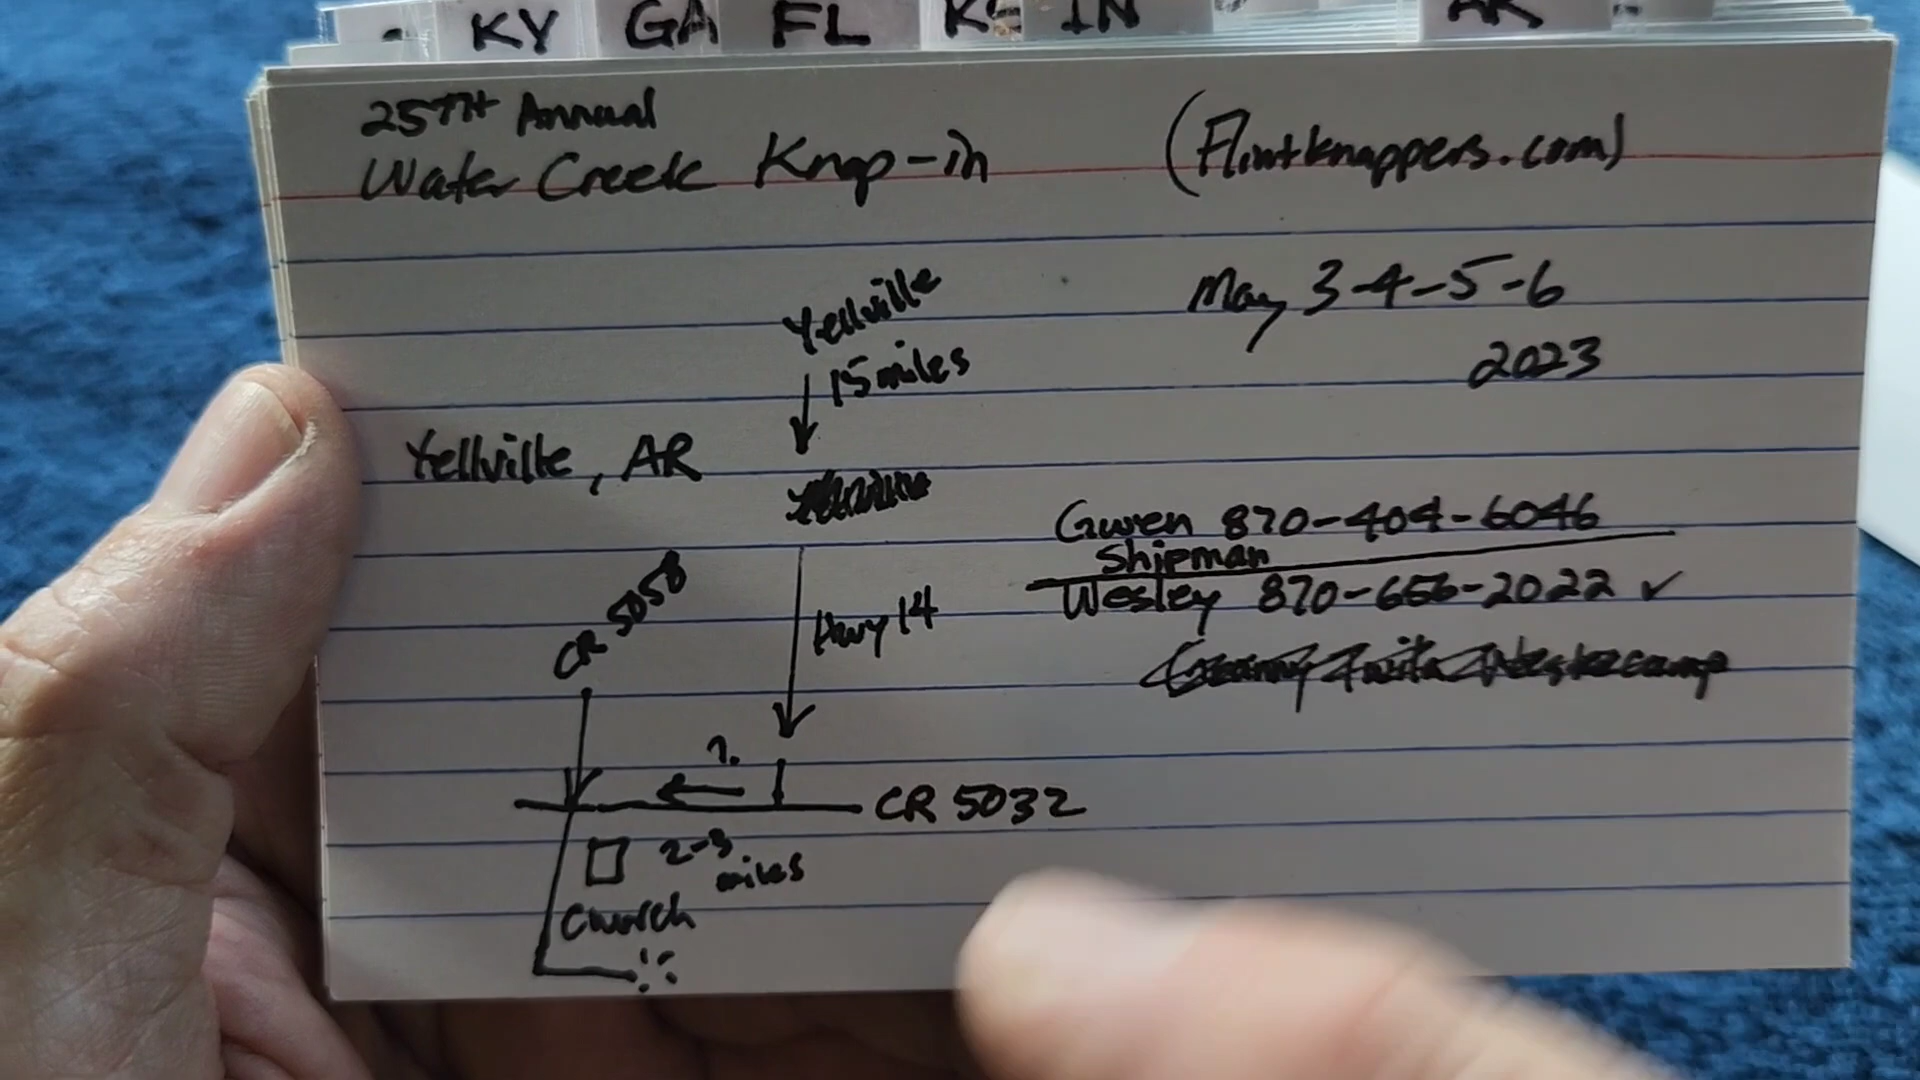 KY GA FL IN AR
25TH Annual
Water Creek Knap-in (Flintknappers.com)
May 3-4-5-6
2023
Yellville
15 miles
Yellville, AR
Gwen 870-404-6046
Shipman
Wesley 870-656-2022 ✓
CR 5058
Hwy 14
?
CR 5032
2-3
miles
Church